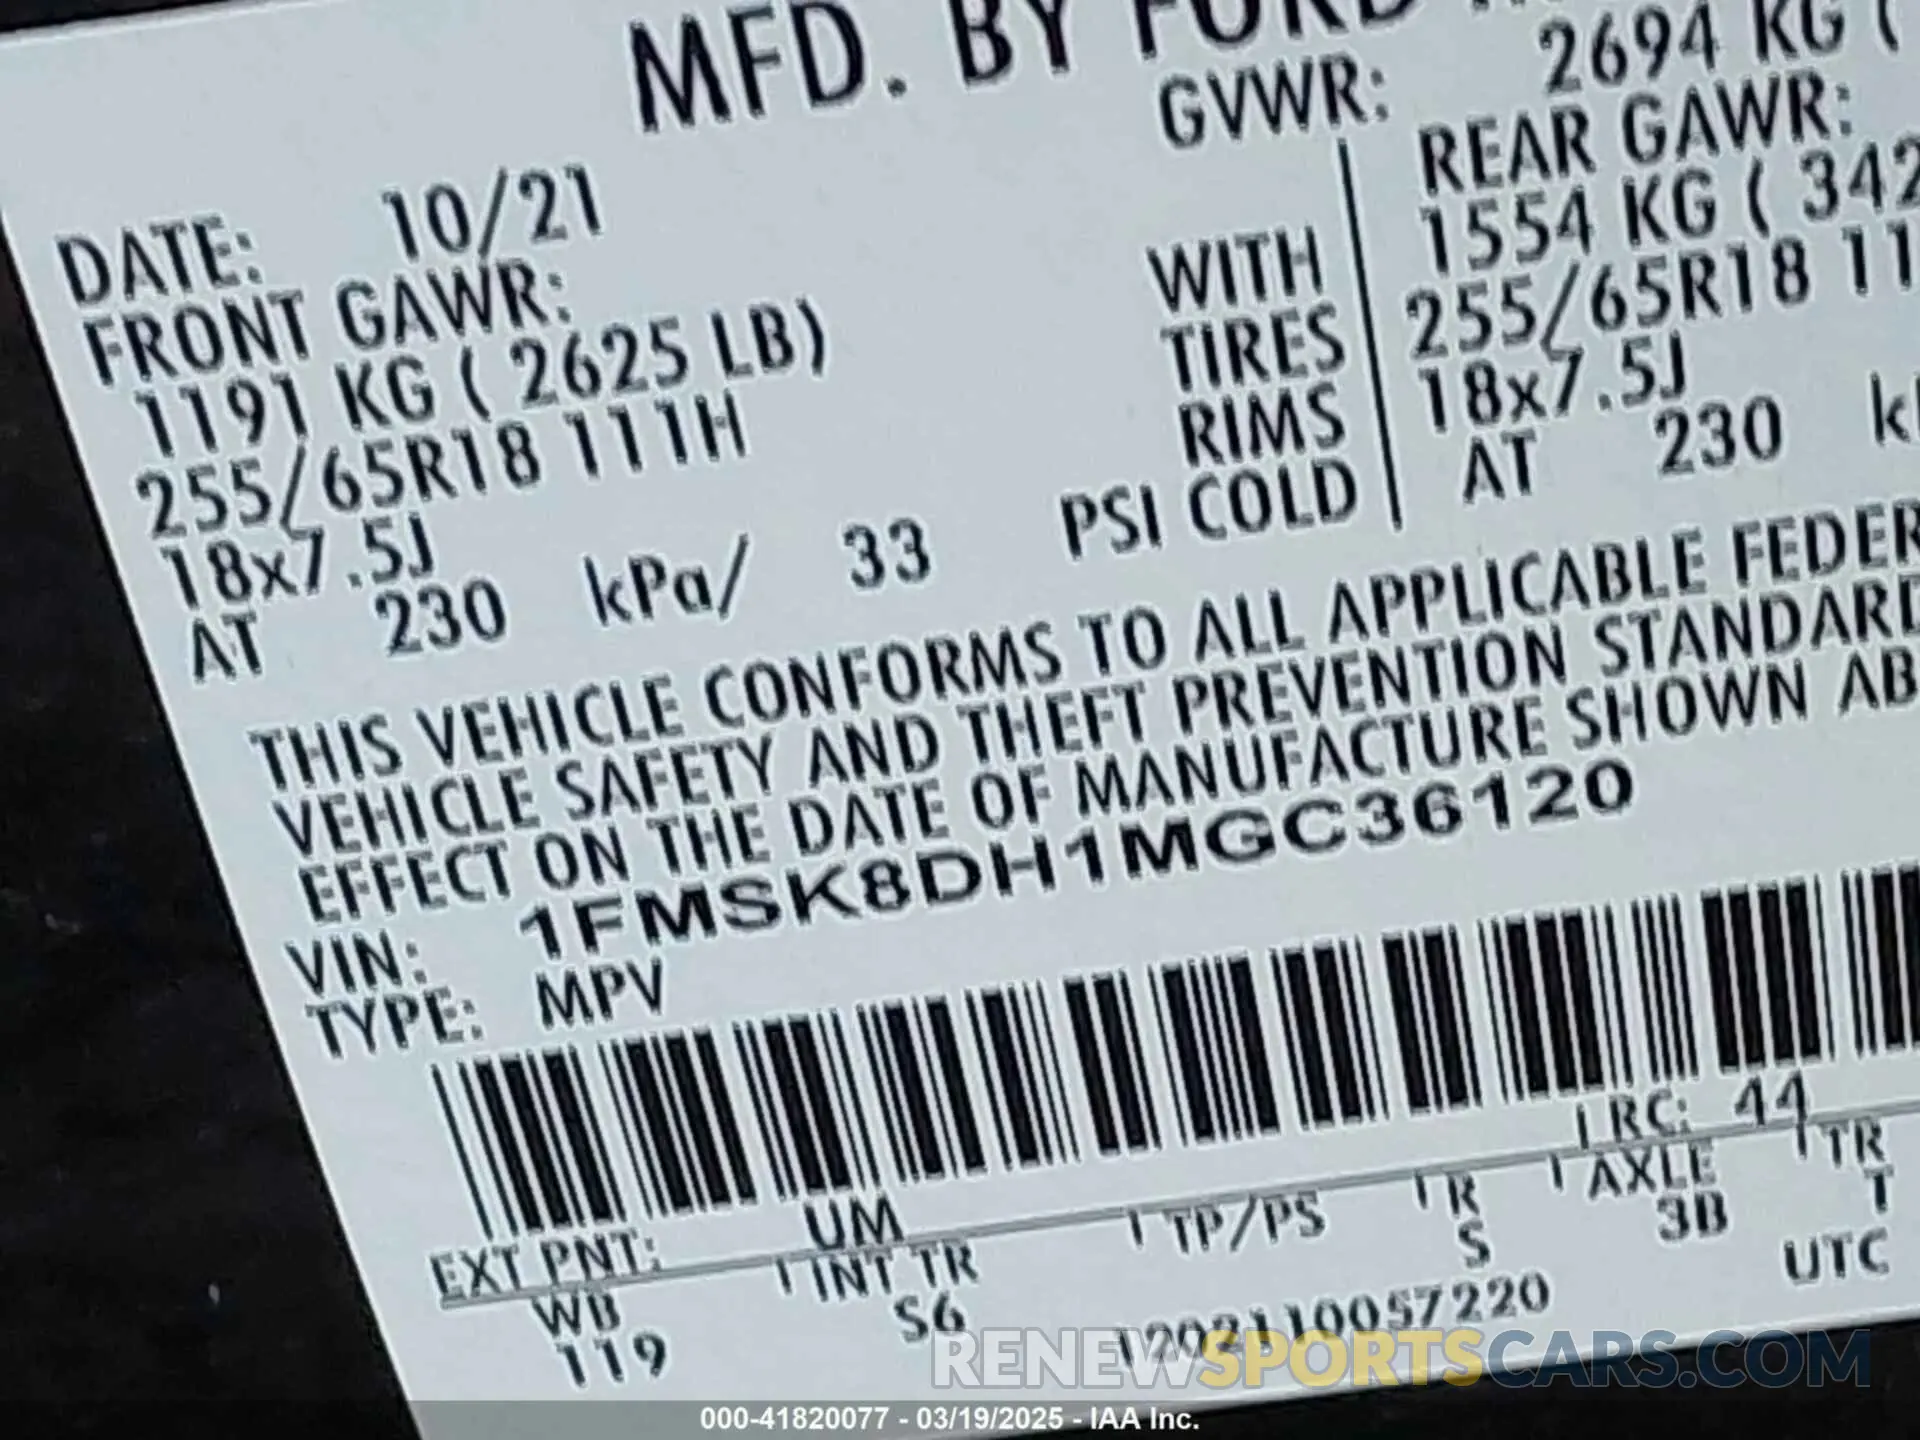 MFD. BY FORD
GVWR: 2694 KG (
DATE: 10/21
FRONT GAWR:
1191 KG ( 2625 LB)
255/65R18 111H
18x7.5J
AT 230 kPa/ 33 PSI COLD
WITH
TIRES
RIMS
REAR GAWR:
1554 KG ( 342
255/65R18 11
18x7.5J
AT 230
THIS VEHICLE CONFORMS TO ALL APPLICABLE FEDER
VEHICLE SAFETY AND THEFT PREVENTION STANDARD
EFFECT ON THE DATE OF MANUFACTURE SHOWN AB
VIN: 1FMSK8DH1MGC36120
TYPE: MPV
EXT PNT: UM RC: 44
WB INT TR TP/PS R AXLE TR
119 S6 S 3B T
1202110057220 UTC
RENEWSPORTSCARS.COM
000-41820077 - 03/19/2025 - IAA Inc.